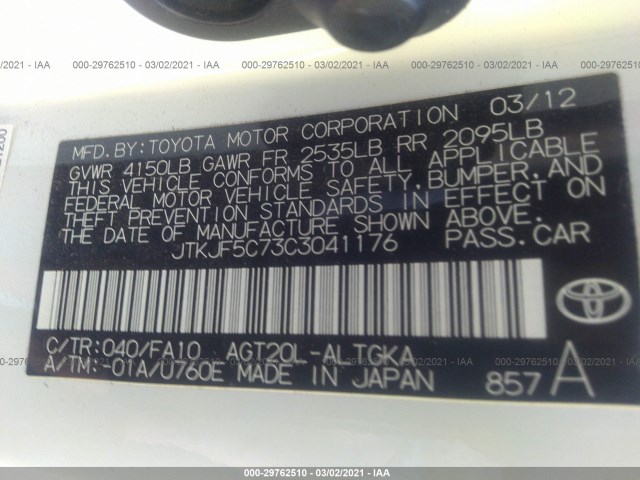 000-29762510 - 03/02/2021 - IAA
MFD.BY:TOYOTA MOTOR CORPORATION 03/12
GVWR 4150LB GAWR FR 2535LB RR 2095LB
THIS VEHICLE CONFORMS TO ALL APPLICABLE
FEDERAL MOTOR VEHICLE SAFETY,BUMPER,AND
THEFT PREVENTION STANDARDS IN EFFECT ON
THE DATE OF MANUFACTURE SHOWN ABOVE.
JTKJF5C73C3041176 PASS.CAR
C/TR:040/FA10 AGT20L-ALTGKA
A/TM:-01A/U760E MADE IN JAPAN 857 A
000-29762510 - 03/02/2021 - IAA